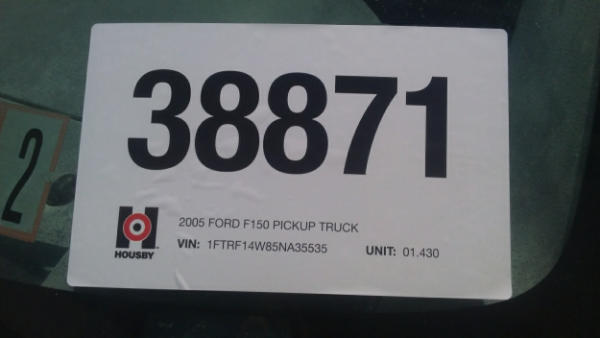 38871
2
2005 FORD F150 PICKUP TRUCK
VIN: 1FTRF14W85NA35535 UNIT: 01.430
HOUSBY